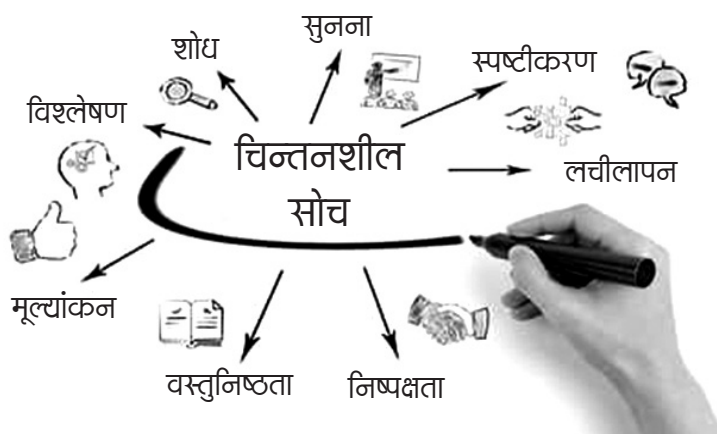 सुनना
शोध
स्पष्टीकरण
विश्लेषण
चिन्तनशील
सोच
लचीलापन
मूल्यांकन
वस्तुनिष्ठता
निष्पक्षता